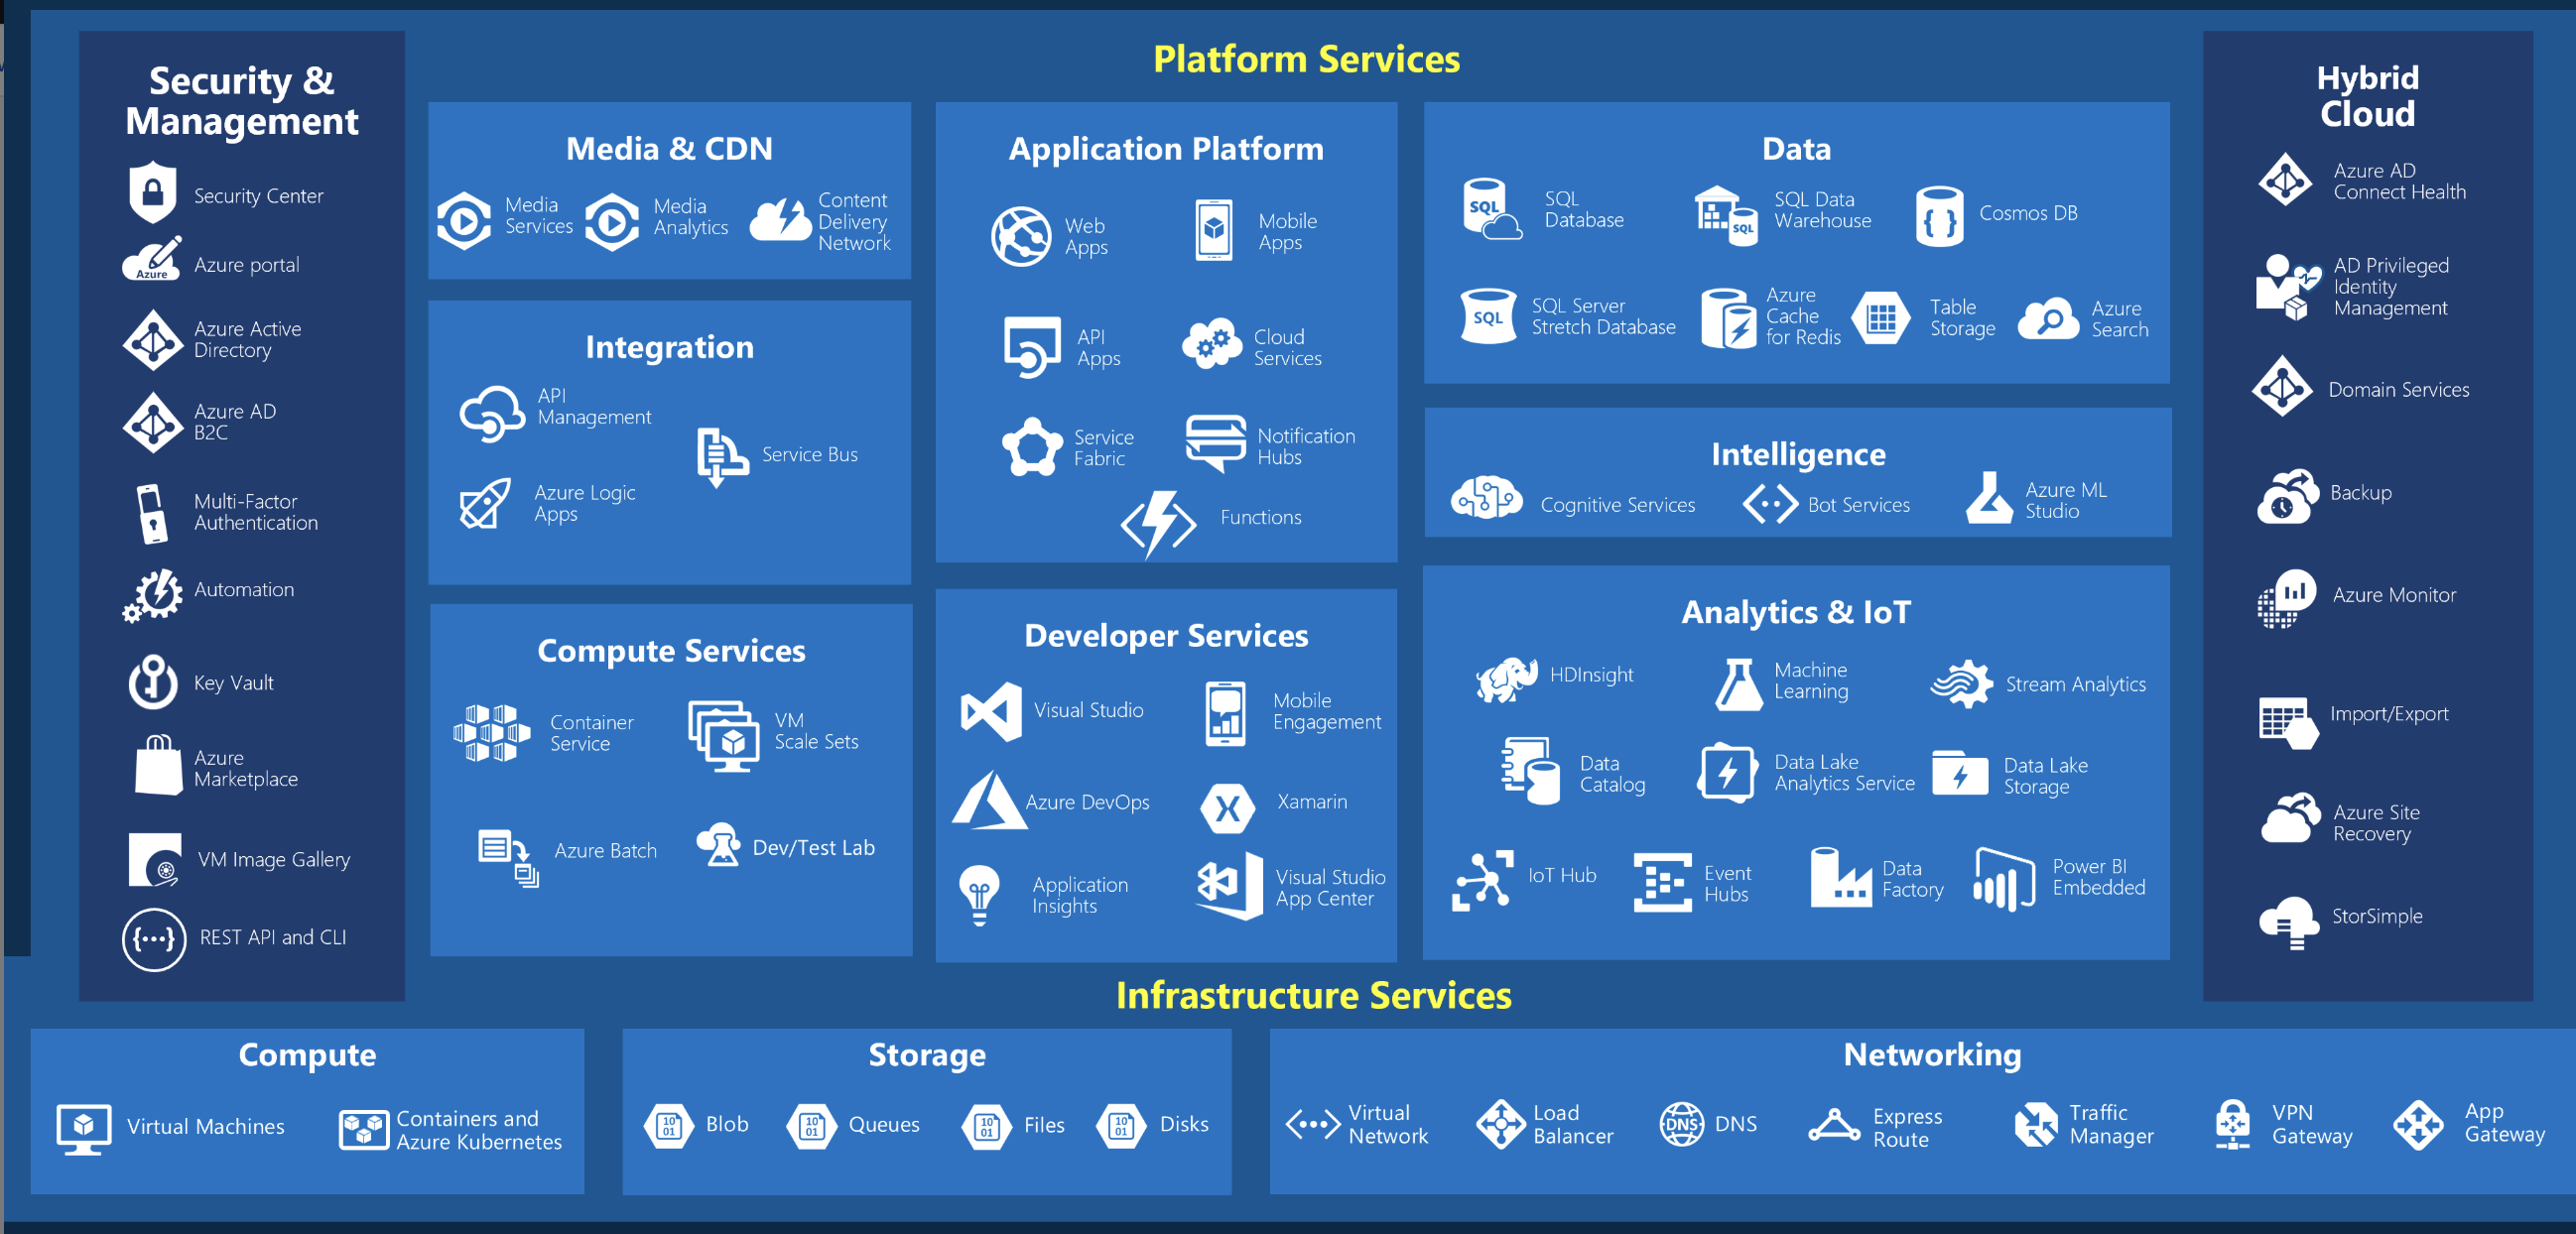 Platform Services
Security &
Management
Security Center
Azure
Azure portal
Azure Active
Directory
Azure AD
B2C
Multi-Factor
Authentication
Automation
Key Vault
Azure
Marketplace
VM Image Gallery
REST API and CLI
Media & CDN
Media
Services
Media
Analytics
Content
Delivery
Network
Integration
API
Management
Service Bus
Azure Logic
Apps
Compute Services
Container
Service
VM
Scale Sets
Azure Batch
Dev/Test Lab
Application Platform
Web
Apps
Mobile
Apps
API
Apps
Cloud
Services
Service
Fabric
Notification
Hubs
Functions
Developer Services
Visual Studio
Mobile
Engagement
Azure DevOps
X
Xamarin
Application
Insights
Visual Studio
App Center
Data
SQL
SQL
Database
SQL
SQL Data
Warehouse
Cosmos DB
SQL
SQL Server
Stretch Database
Azure
Cache
for Redis
Table
Storage
Azure
Search
Intelligence
Cognitive Services
Bot Services
Azure ML
Studio
Analytics & IoT
HDInsight
Machine
Learning
Stream Analytics
Data
Catalog
Data Lake
Analytics Service
Data Lake
Storage
IoT Hub
Event
Hubs
Data
Factory
Power BI
Embedded
Hybrid
Cloud
Azure AD
Connect Health
AD Privileged
Identity
Management
Domain Services
Backup
Azure Monitor
Import/Export
Azure Site
Recovery
StorSimple
Infrastructure Services
Compute
Virtual Machines
Containers and
Azure Kubernetes
Storage
10
01
Blob
10
01
Queues
10
01
Files
10
01
Disks
Networking
Virtual
Network
Load
Balancer
DNS
DNS
Express
Route
Traffic
Manager
VPN
Gateway
App
Gateway